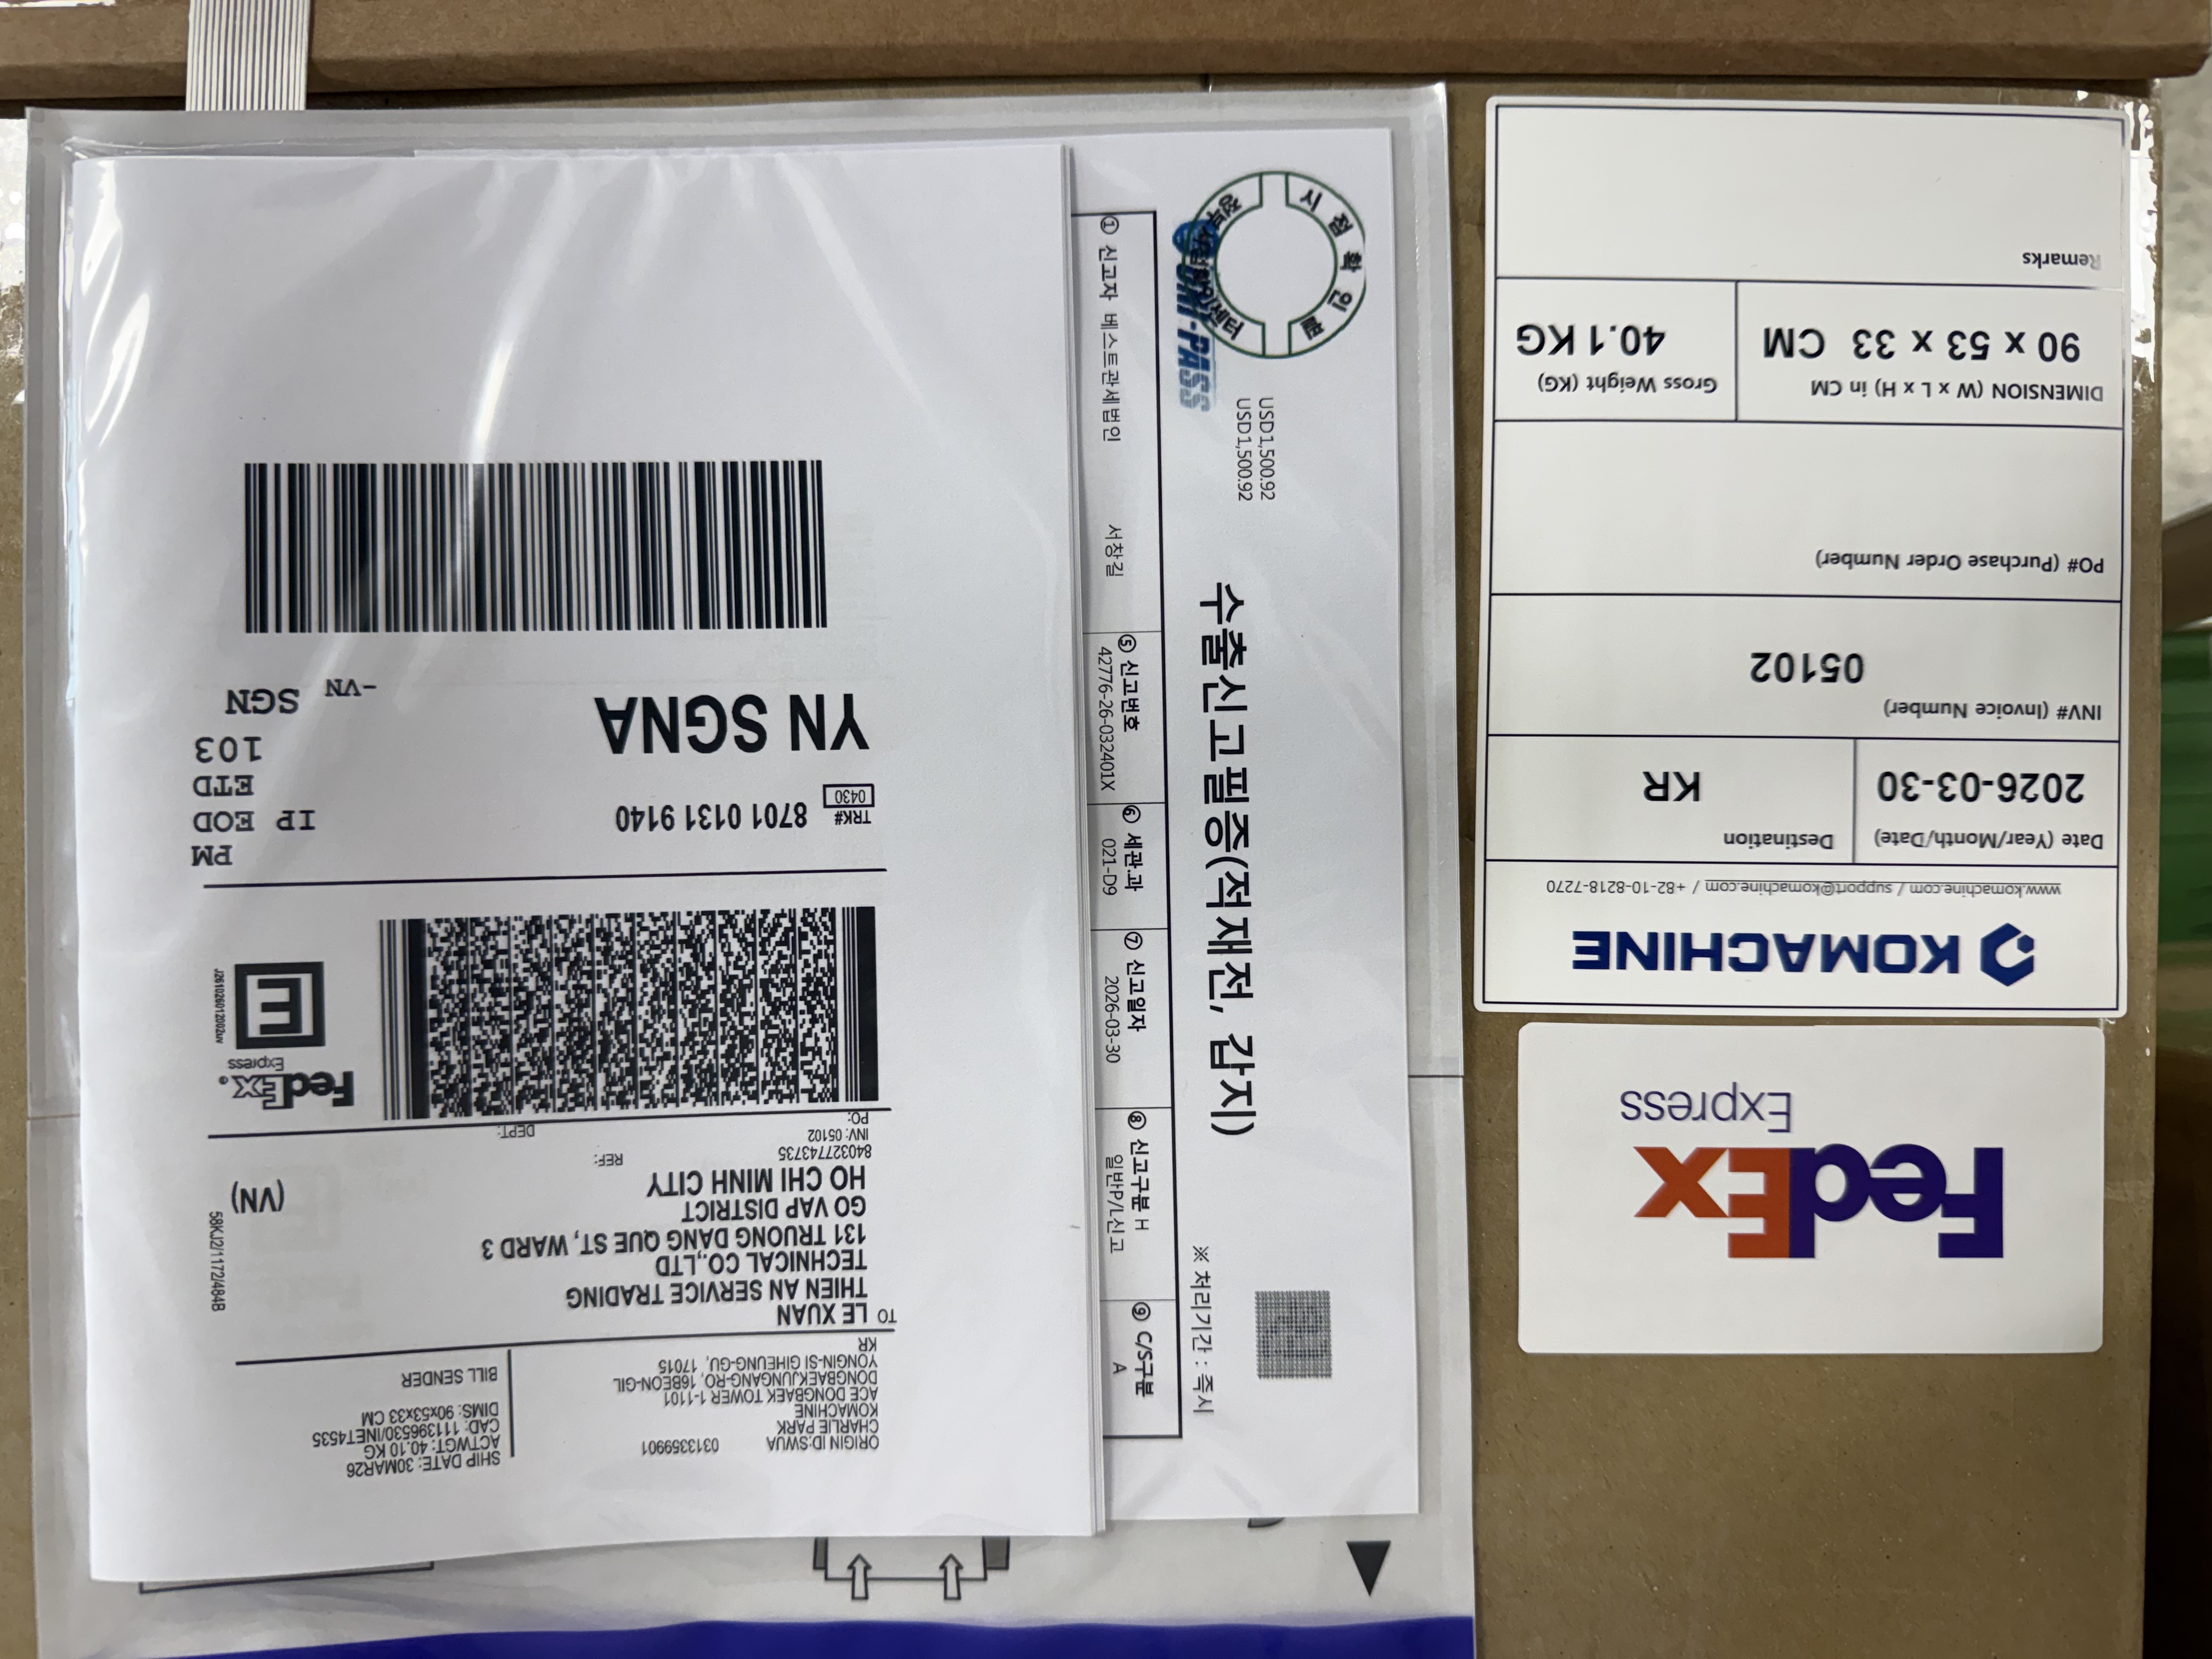 ORIGIN ID:SWUA 0313359901
CHARLIE PARK
KOMACHINE
ACE DONGBAEK TOWER 1-1101
DONGBAEKJUNGANG-RO, 16BEON-GIL
YONGIN-SI GIHEUNG-GU, 17015
KR
SHIP DATE: 30MAR26
ACTWGT: 40.10 KG
CAD: 111396530/INET4535
DIMS: 90x53x33 CM
BILL SENDER
TO LE XUAN
THIEN AN SERVICE TRADING
TECHNICAL CO.,LTD
131 TRUONG DANG QUE ST, WARD 3
GO VAP DISTRICT
HO CHI MINH CITY
(VN)
58KJ2/1172/484B
840327743735 REF:
INV: 05102
PO: DEPT:
FedEx®
Express
E
J261026012002uv
TRK# 8701 0131 9140
0430
PM
IP EOD
ETD
103
YN SGNA
-VN SGN
수출신고필증(적재전, 갑지)
※ 처리기간 : 즉시
USD1,500.92
USD1,500.92
UNI-PASS
① 신고자 베스트관세법인 서창길
⑤ 신고번호
42776-26-032401X
⑥ 세관.과
021-D9
⑦ 신고일자
2026-03-30
⑧ 신고구분 H
일반P/L신고
⑨ C/S구분
A
FedEx
Express
KOMACHINE
www.komachine.com / support@komachine.com / +82-10-8218-7270
Date (Year/Month/Date) Destination
2026-03-30 KR
INV# (Invoice Number)
05102
PO# (Purchase Order Number)
DIMENSION (W x L x H) in CM Gross Weight (KG)
90 x 53 x 33 CM 40.1 KG
Remarks